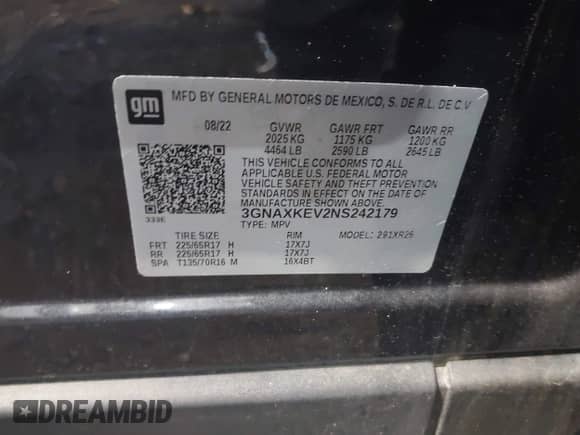 gm
MFD BY GENERAL MOTORS DE MEXICO, S. DE R.L. DE C.V
08/22 GVWR GAWR FRT GAWR RR
2025 KG 1175 KG 1200 KG
4464 LB 2590 LB 2645 LB
THIS VEHICLE CONFORMS TO ALL
APPLICABLE U.S. FEDERAL MOTOR
VEHICLE SAFETY AND THEFT PREVENTION
STANDARDS IN EFFECT ON THE DATE OF
MANUFACTURE SHOWN ABOVE.
333E 3GNAXKEV2NS242179
TYPE: MPV
TIRE SIZE RIM MODEL: 291XR26
FRT 225/65R17 H 17X7J
RR 225/65R17 H 17X7J
SPA T135/70R16 M 16X4BT
DREAMBID